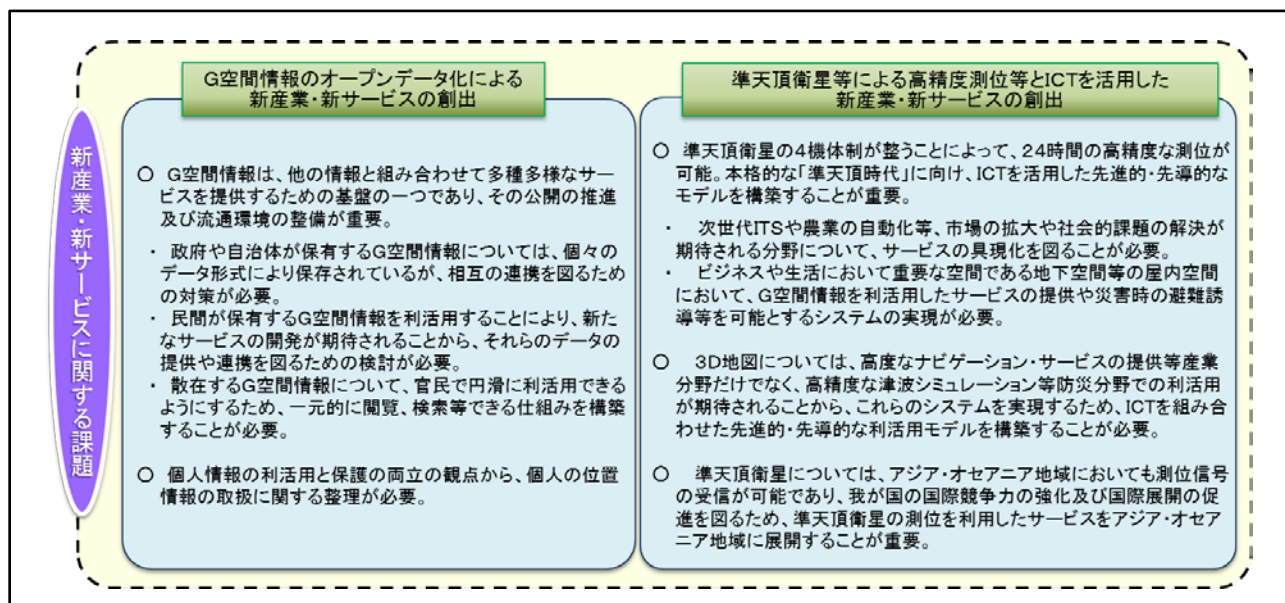 新産業・新サービスに関する課題
G空間情報のオープンデータ化による
新産業・新サービスの創出
○ G空間情報は、他の情報と組み合わせて多種多様なサー
ビスを提供するための基盤の一つであり、その公開の推進
及び流通環境の整備が重要。
・ 政府や自治体が保有するG空間情報については、個々の
データ形式により保存されているが、相互の連携を図るため
の対策が必要。
・ 民間が保有するG空間情報を利活用することにより、新た
なサービスの開発が期待されることから、それらのデータの
提供や連携を図るための検討が必要。
・ 散在するG空間情報について、官民で円滑に利活用できる
ようにするため、一元的に閲覧、検索等できる仕組みを構築
することが必要。
○ 個人情報の利活用と保護の両立の観点から、個人の位置
情報の取扱に関する整理が必要。
準天頂衛星等による高精度測位等とICTを活用した
新産業・新サービスの創出
○ 準天頂衛星の4機体制が整うことによって、24時間の高精度な測位が
可能。本格的な「準天頂時代」に向け、ICTを活用した先進的・先導的な
モデルを構築することが重要。
・ 次世代ITSや農業の自動化等、市場の拡大や社会的課題の解決が
期待される分野について、サービスの具現化を図ることが必要。
・ ビジネスや生活において重要な空間である地下空間等の屋内空間
において、G空間情報を利活用したサービスの提供や災害時の避難誘
導等を可能とするシステムの実現が必要。
○ 3D地図については、高度なナビゲーション・サービスの提供等産業
分野だけでなく、高精度な津波シミュレーション等防災分野での利活用
が期待されることから、これらのシステムを実現するため、ICTを組み合
わせた先進的・先導的な利活用モデルを構築することが必要。
○ 準天頂衛星については、アジア・オセアニア地域においても測位信号
の受信が可能であり、我が国の国際競争力の強化及び国際展開の促
進を図るため、準天頂衛星の測位を利用したサービスをアジア・オセア
ニア地域に展開することが重要。